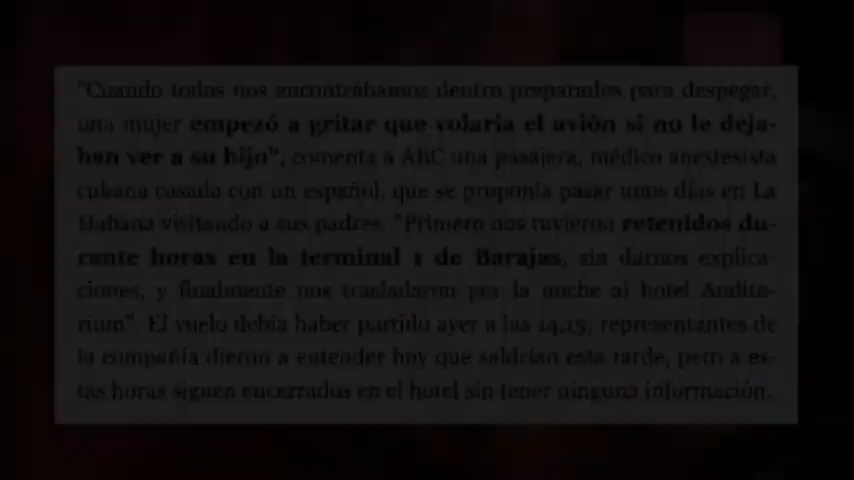 "Cuando todos nos encontrábamos dentro preparados para despegar,
una mujer empezó a gritar que volaría el avión si no le deja-
ban ver a su hijo", comenta a ABC una pasajera, médico anestesista
cubana casada con un español, que se proponía pasar unos días en La
Habana visitando a sus padres. "Primero nos tuvieron retenidos du-
rante horas en la terminal 1 de Barajas, sin darnos explica-
ciones, y finalmente nos trasladaron por la noche al hotel Audito-
rium". El vuelo debía haber partido ayer a las 14,15; representantes de
la compañía dieron a entender hoy que saldrían esta tarde, pero a es-
tas horas siguen encerrados en el hotel sin tener ninguna información.